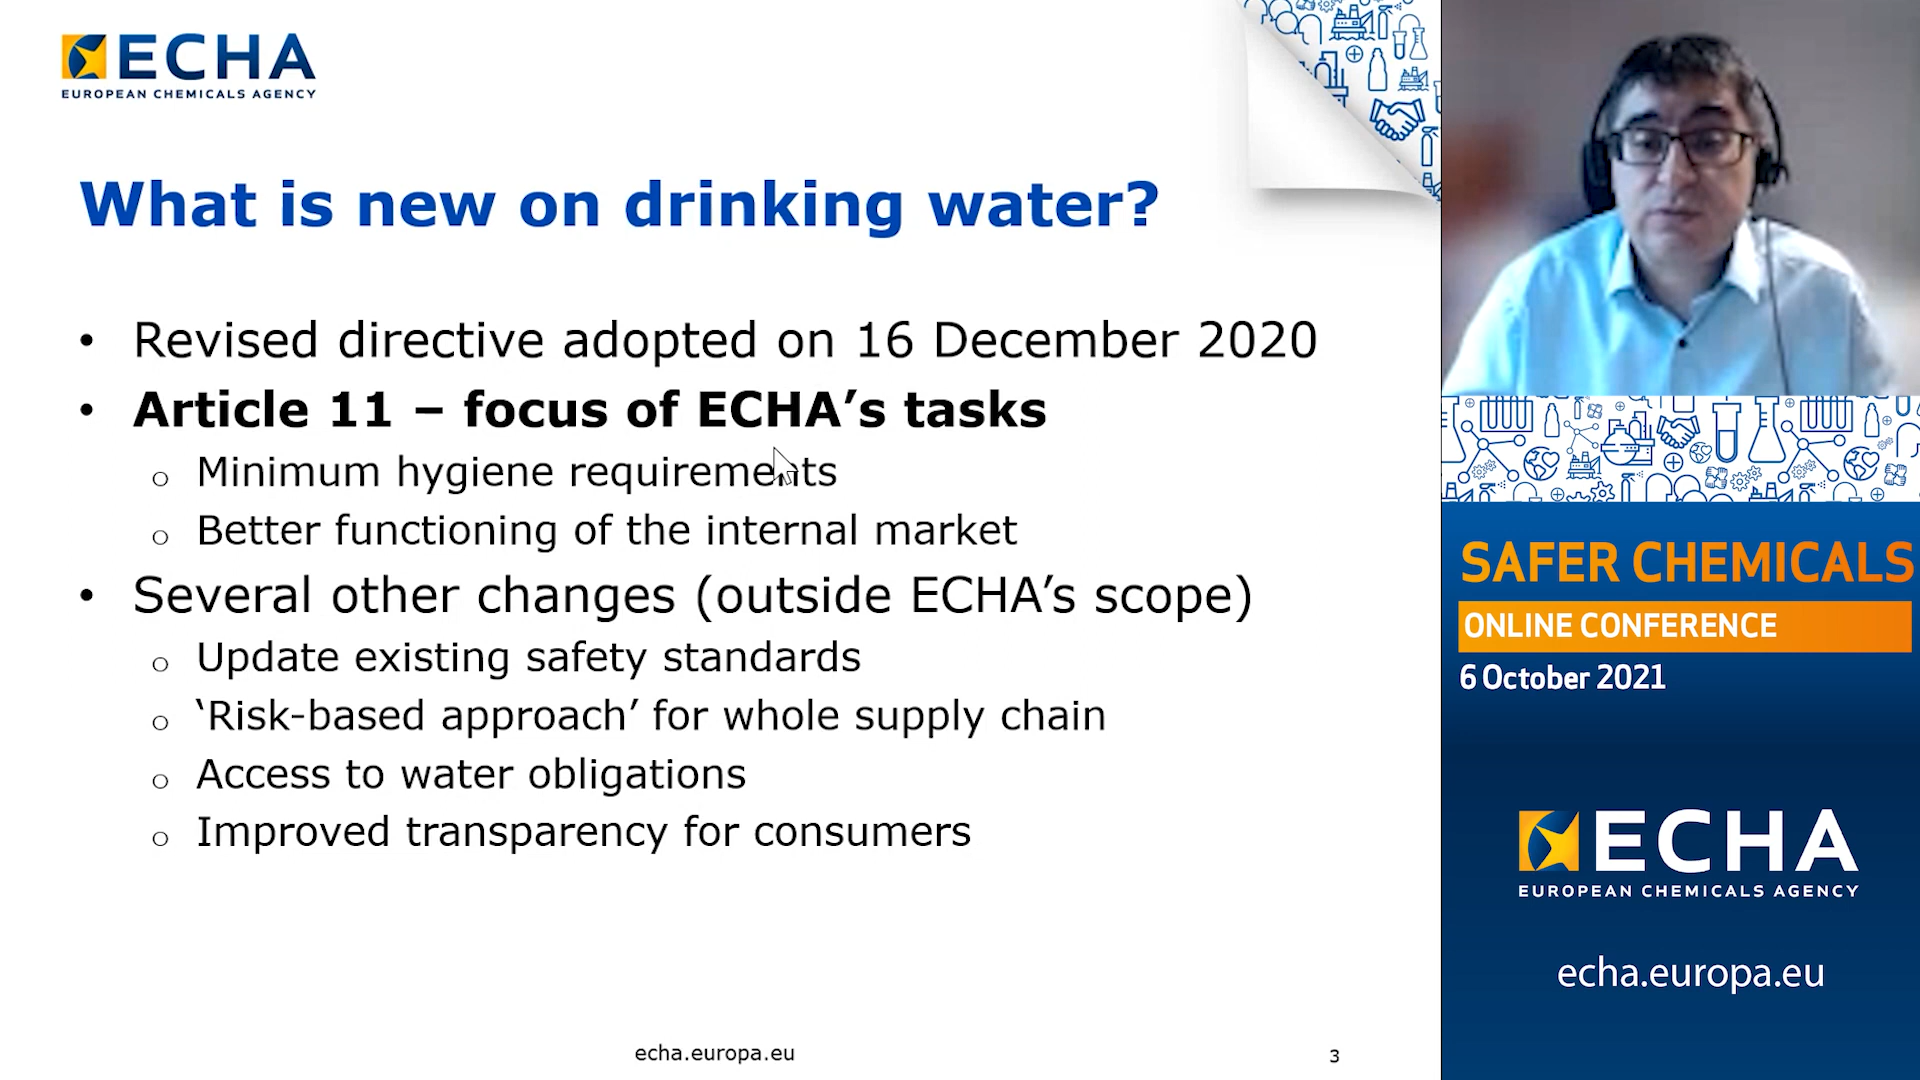 ECHA
EUROPEAN CHEMICALS AGENCY
What is new on drinking water?
• Revised directive adopted on 16 December 2020
• Article 11 – focus of ECHA’s tasks
o Minimum hygiene requirements
o Better functioning of the internal market
• Several other changes (outside ECHA’s scope)
o Update existing safety standards
o ‘Risk-based approach’ for whole supply chain
o Access to water obligations
o Improved transparency for consumers
echa.europa.eu
3
SAFER CHEMICALS
ONLINE CONFERENCE
6 October 2021
ECHA
EUROPEAN CHEMICALS AGENCY
echa.europa.eu